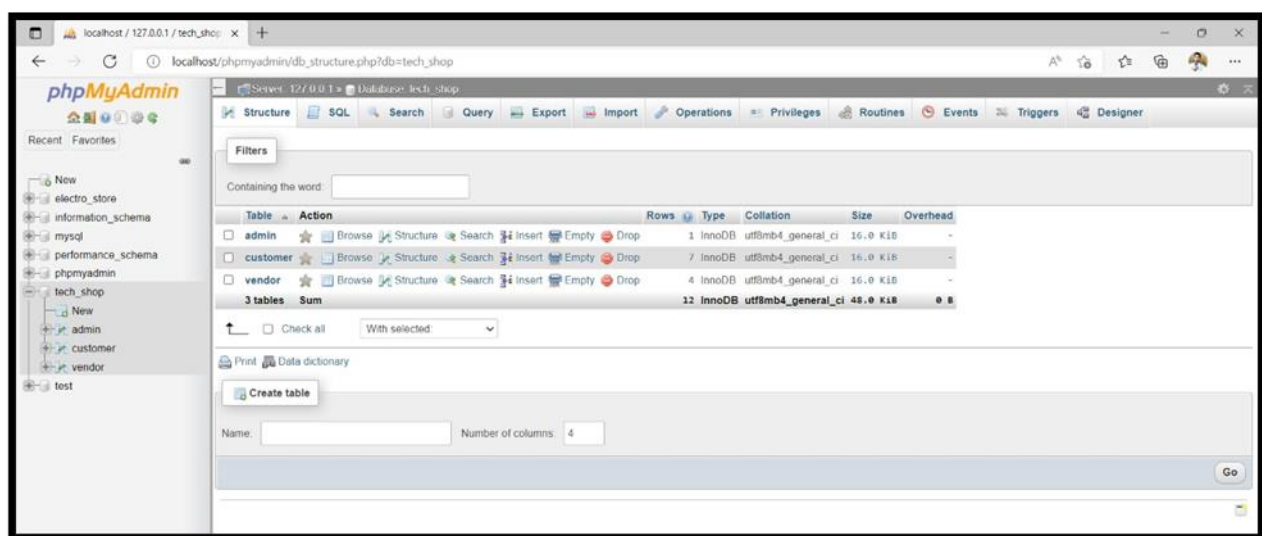 localhost / 127.0.0.1 / tech_shop
localhost/phpmyadmin/db_structure.php?db=tech_shop
phpMyAdmin
Recent Favorites
New
electro_store
information_schema
mysql
performance_schema
phpmyadmin
tech_shop
New
admin
customer
vendor
test
Server: 127.0.0.1 » Database: tech_shop
Structure SQL Search Query Export Import Operations Privileges Routines Events Triggers Designer
Filters
Containing the word:
Table Action Rows Type Collation Size Overhead
admin Browse Structure Search Insert Empty Drop 1 InnoDB utf8mb4_general_ci 16.0 KiB -
customer Browse Structure Search Insert Empty Drop 7 InnoDB utf8mb4_general_ci 16.0 KiB -
vendor Browse Structure Search Insert Empty Drop 4 InnoDB utf8mb4_general_ci 16.0 KiB -
3 tables Sum 12 InnoDB utf8mb4_general_ci 48.0 KiB 0 B
Check all With selected:
Print Data dictionary
Create table
Name: Number of columns: 4
Go